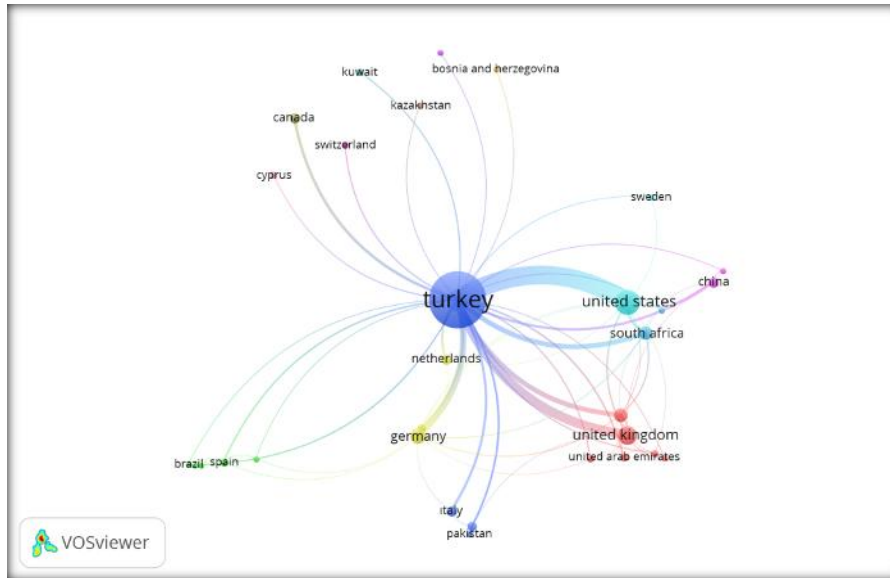 bosnia and herzegovina
kuwait
kazakhstan
canada
switzerland
cyprus
sweden
china
turkey
united states
south africa
netherlands
germany
united kingdom
united arab emirates
brazil
spain
italy
pakistan
VOSviewer